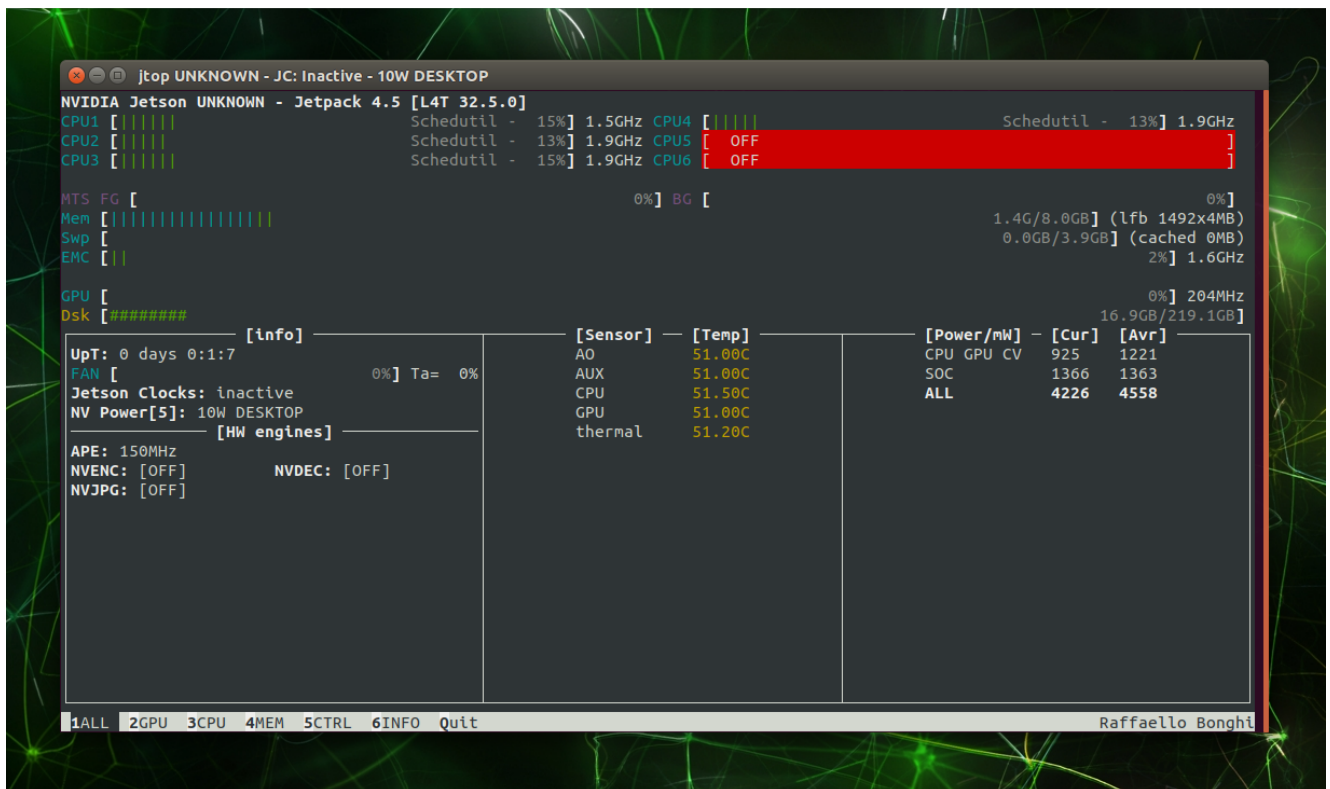 jtop UNKNOWN - JC: Inactive - 10W DESKTOP
NVIDIA Jetson UNKNOWN - Jetpack 4.5 [L4T 32.5.0]
CPU1 [|||||| Schedutil - 15%] 1.5GHz CPU4 [||||| Schedutil - 13%] 1.9GHz
CPU2 [||||| Schedutil - 13%] 1.9GHz CPU5 [ OFF ]
CPU3 [|||||| Schedutil - 15%] 1.9GHz CPU6 [ OFF ]
MTS FG [ 0%] BG [ 0%]
Mem [||||||||||||||||| 1.4G/8.0GB] (lfb 1492x4MB)
Swp [ 0.0GB/3.9GB] (cached 0MB)
EMC [|| 2%] 1.6GHz
GPU [ 0%] 204MHz
Dsk [######## 16.9GB/219.1GB]
[info] [Sensor] [Temp] [Power/mW] [Cur] [Avr]
UpT: 0 days 0:1:7 AO 51.00C CPU GPU CV 925 1221
FAN [ 0%] Ta= 0% AUX 51.00C SOC 1366 1363
Jetson Clocks: inactive CPU 51.50C ALL 4226 4558
NV Power[5]: 10W DESKTOP GPU 51.00C
[HW engines] thermal 51.20C
APE: 150MHz
NVENC: [OFF] NVDEC: [OFF]
NVJPG: [OFF]
1ALL 2GPU 3CPU 4MEM 5CTRL 6INFO Quit Raffaello Bonghi